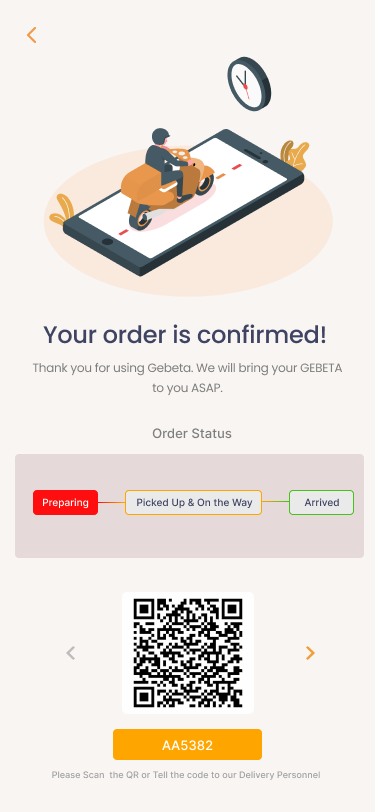 Your order is confirmed!
Thank you for using Gebeta. We will bring your GEBETA
to you ASAP.
Order Status
Preparing
Picked Up & On the Way
Arrived
AA5382
Please Scan the QR or Tell the code to our Delivery Personnel